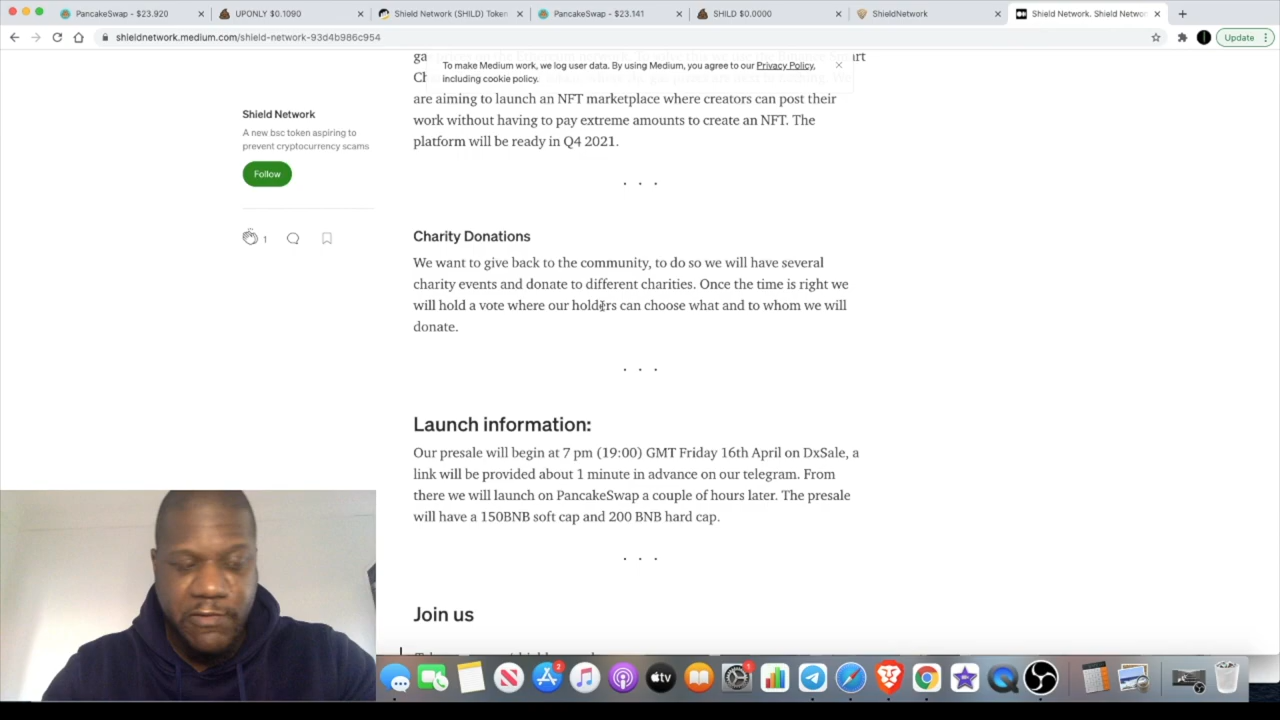 PancakeSwap - $23.920
UPONLY $0.1090
Shield Network (SHILD) Token
PancakeSwap - $23.141
SHILD $0.0000
ShieldNetwork
Shield Network. Shield Networ
shieldnetwork.medium.com/shield-network-93d4b986c954
Update
To make Medium work, we log user data. By using Medium, you agree to our Privacy Policy,
including cookie policy.
are aiming to launch an NFT marketplace where creators can post their
work without having to pay extreme amounts to create an NFT. The
platform will be ready in Q4 2021.
Shield Network
A new bsc token aspiring to
prevent cryptocurrency scams
Follow
1
Charity Donations
We want to give back to the community, to do so we will have several
charity events and donate to different charities. Once the time is right we
will hold a vote where our holders can choose what and to whom we will
donate.
Launch information:
Our presale will begin at 7 pm (19:00) GMT Friday 16th April on DxSale, a
link will be provided about 1 minute in advance on our telegram. From
there we will launch on PancakeSwap a couple of hours later. The presale
will have a 150BNB soft cap and 200 BNB hard cap.
Join us
2
tv
1